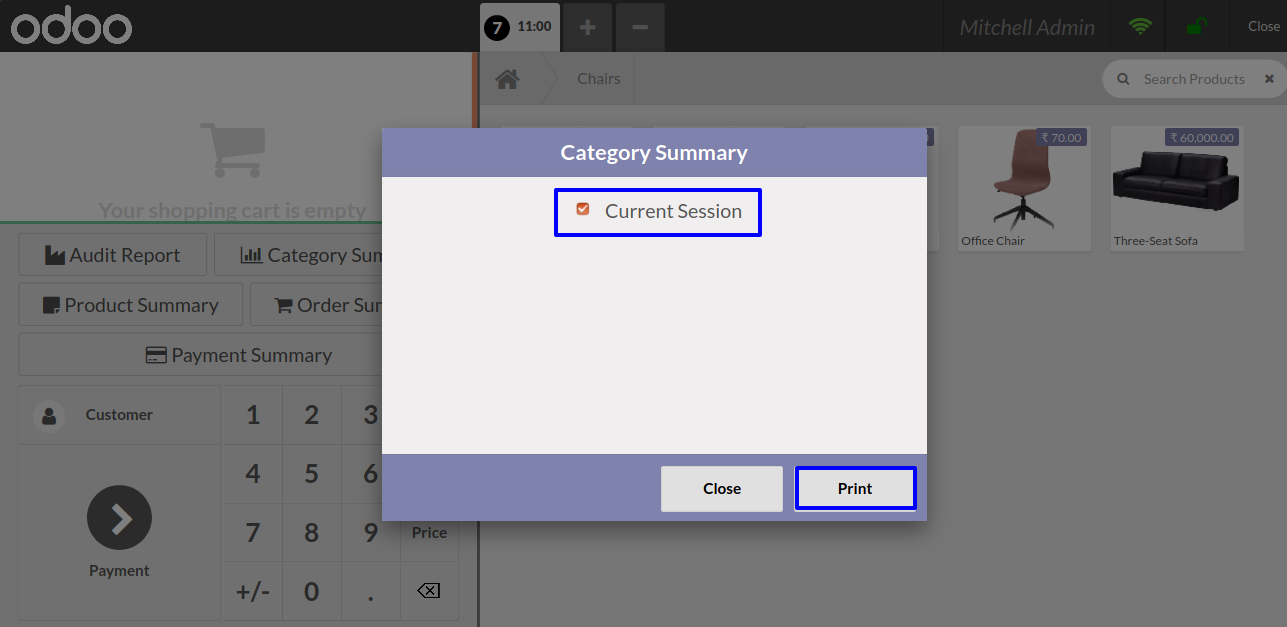 odoo
7 11:00
Mitchell Admin
Close
Chairs
Search Products
Your shopping cart is empty
Audit Report
Category Sum
Product Summary
Order Sum
Payment Summary
Customer
1 2 3
4 5 6
7 8 9 Price
+/- 0 .
Payment
Category Summary
Current Session
Close
Print
₹ 70.00
Office Chair
₹ 60,000.00
Three-Seat Sofa